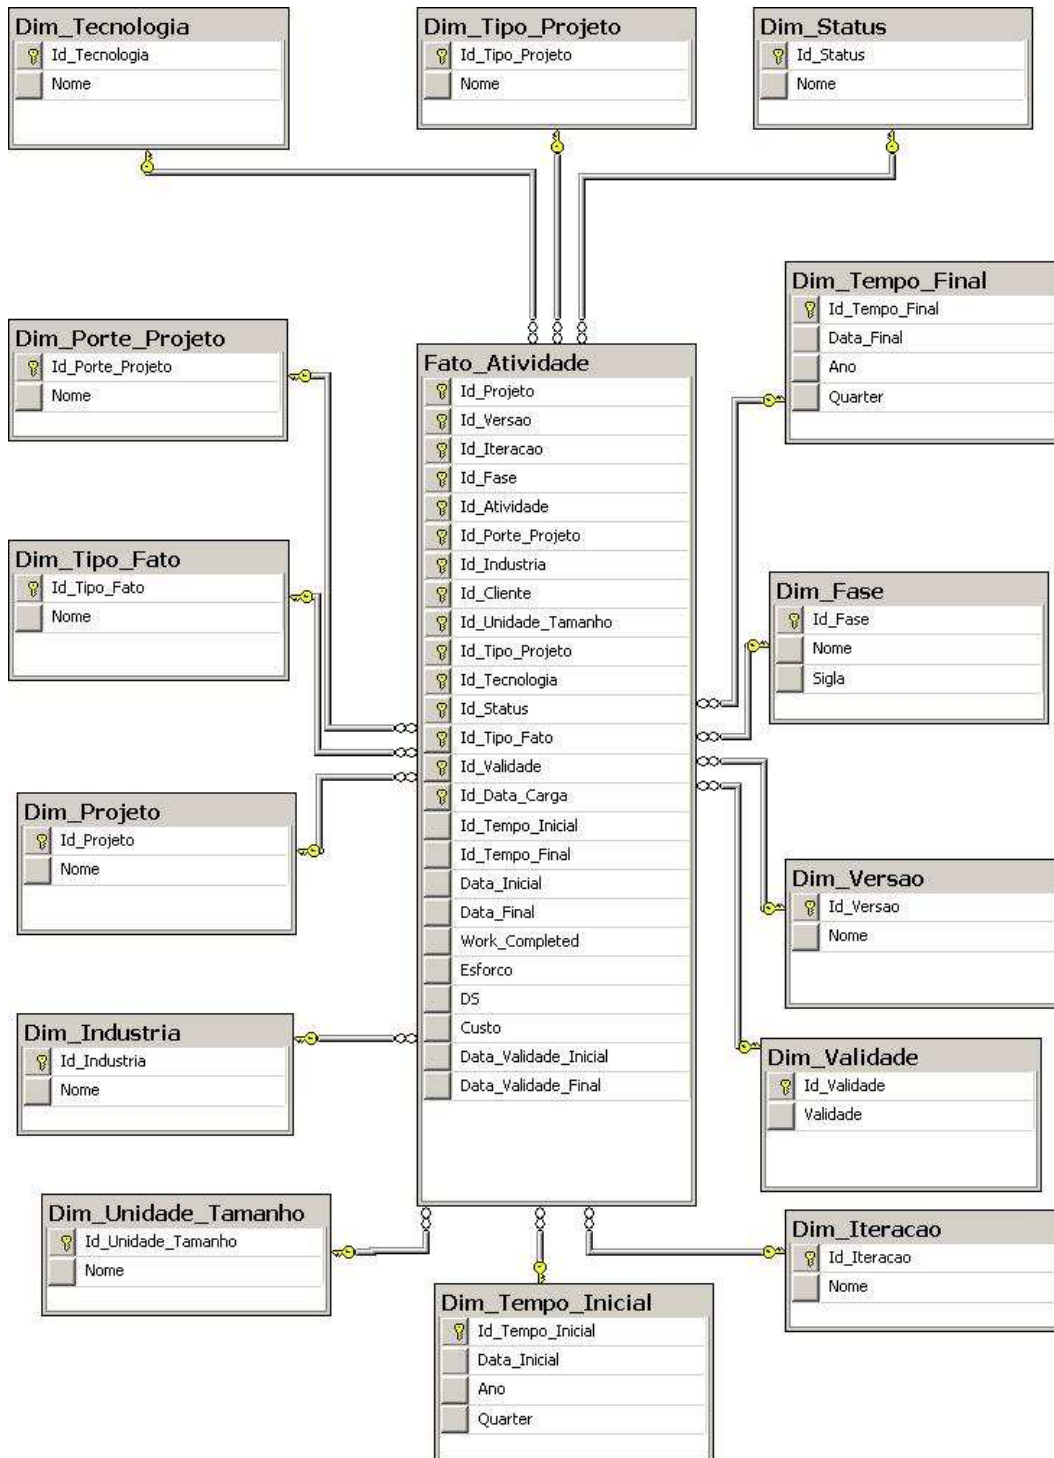 Dim_Tecnologia
Id_Tecnologia
Nome
Dim_Tipo_Projeto
Id_Tipo_Projeto
Nome
Dim_Status
Id_Status
Nome
Dim_Tempo_Final
Id_Tempo_Final
Data_Final
Ano
Quarter
Dim_Porte_Projeto
Id_Porte_Projeto
Nome
Fato_Atividade
Id_Projeto
Id_Versao
Id_Iteracao
Id_Fase
Id_Atividade
Id_Porte_Projeto
Id_Industria
Id_Cliente
Id_Unidade_Tamanho
Id_Tipo_Projeto
Id_Tecnologia
Id_Status
Id_Tipo_Fato
Id_Validade
Id_Data_Carga
Id_Tempo_Inicial
Id_Tempo_Final
Data_Inicial
Data_Final
Work_Completed
Esforco
DS
Custo
Data_Validade_Inicial
Data_Validade_Final
Dim_Tipo_Fato
Id_Tipo_Fato
Nome
Dim_Fase
Id_Fase
Nome
Sigla
Dim_Projeto
Id_Projeto
Nome
Dim_Versao
Id_Versao
Nome
Dim_Industria
Id_Industria
Nome
Dim_Validade
Id_Validade
Validade
Dim_Unidade_Tamanho
Id_Unidade_Tamanho
Nome
Dim_Iteracao
Id_Iteracao
Nome
Dim_Tempo_Inicial
Id_Tempo_Inicial
Data_Inicial
Ano
Quarter